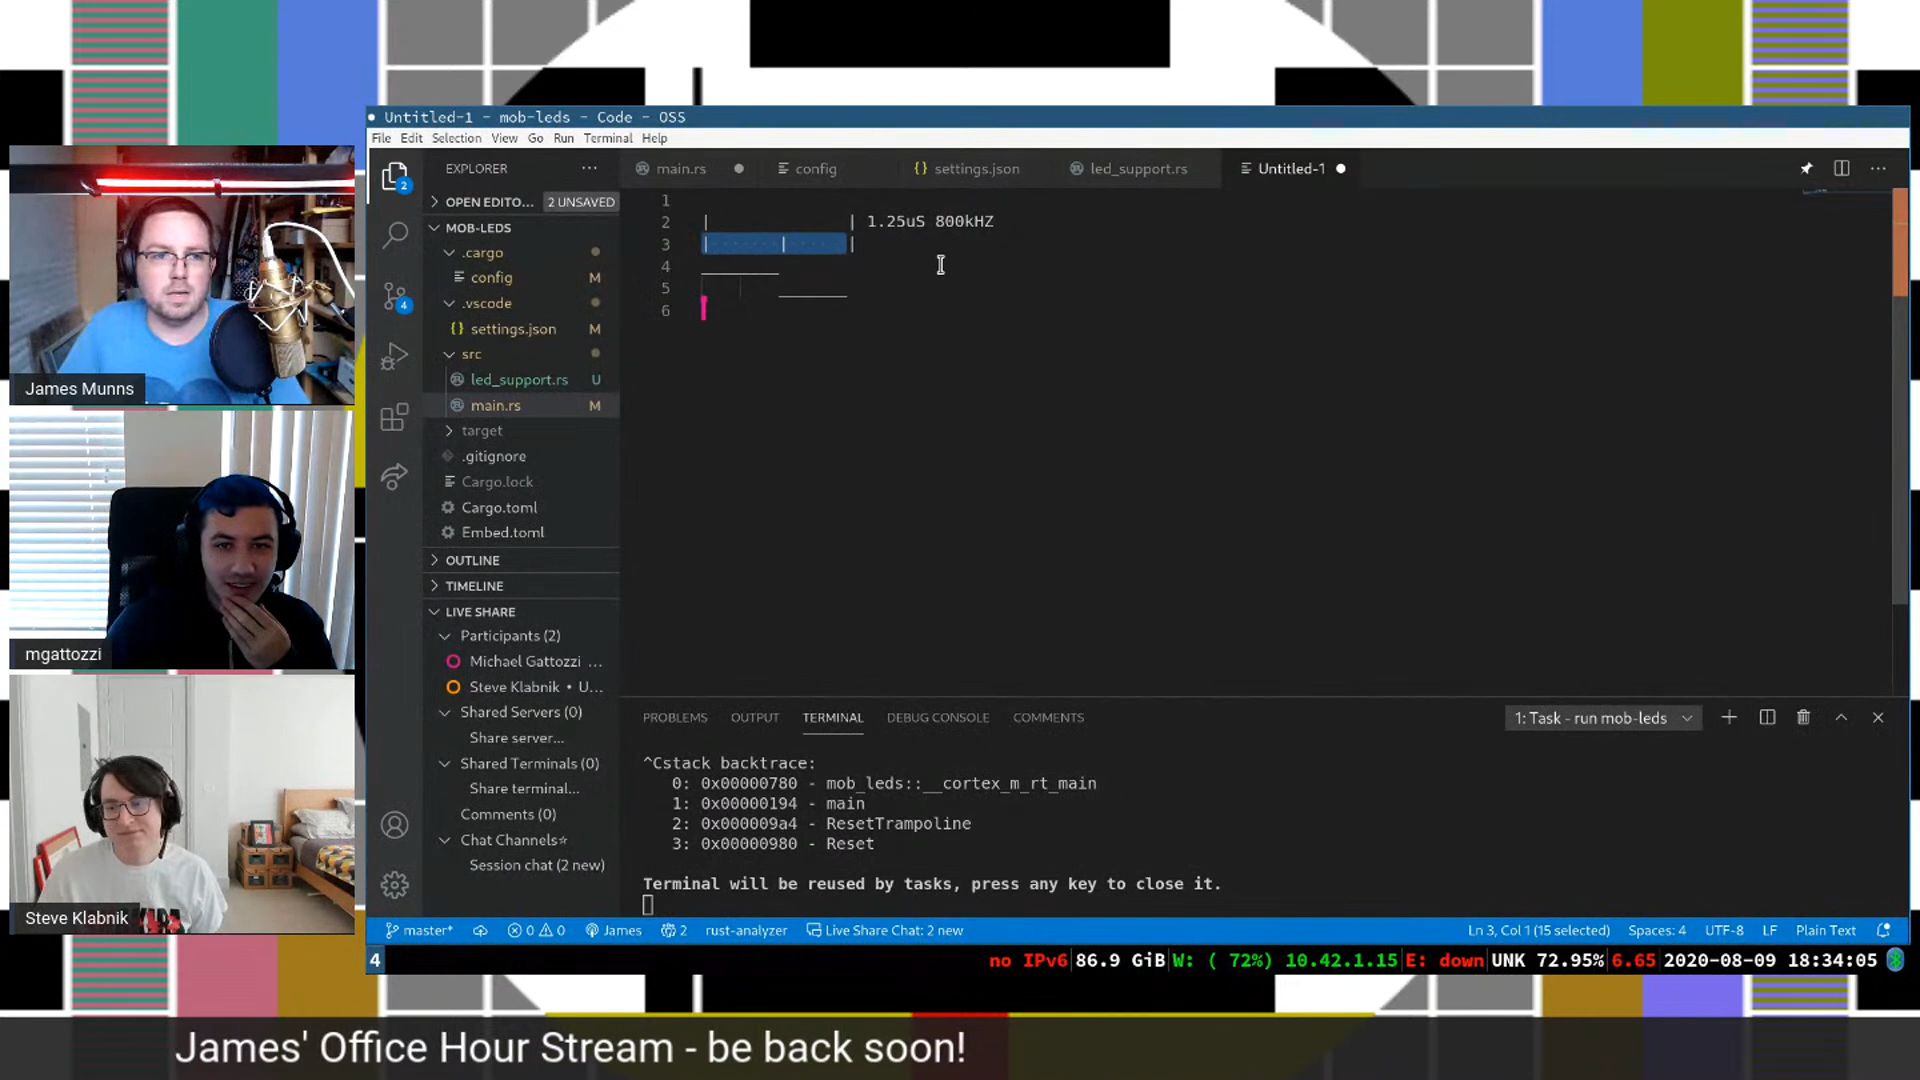 Untitled-1 - mob-leds - Code - OSS
File Edit Selection View Go Run Terminal Help
EXPLORER ···
main.rs
config
settings.json
led_support.rs
Untitled-1
2
OPEN EDITO... 2 UNSAVED
MOB-LEDS
.cargo
config M
.vscode
settings.json M
src
led_support.rs U
main.rs M
target
.gitignore
Cargo.lock
Cargo.toml
Embed.toml
OUTLINE
TIMELINE
LIVE SHARE
Participants (2)
Michael Gattozzi ...
Steve Klabnik • U...
Shared Servers (0)
Share server...
Shared Terminals (0)
Share terminal...
Comments (0)
Chat Channels
Session chat (2 new)
4
1
2 | | 1.25uS 800kHZ
3 | | |
4 ________
5 _______
6
PROBLEMS OUTPUT TERMINAL DEBUG CONSOLE COMMENTS
1: Task - run mob-leds
^Cstack backtrace:
0: 0x00000780 - mob_leds::__cortex_m_rt_main
1: 0x00000194 - main
2: 0x000009a4 - ResetTrampoline
3: 0x00000980 - Reset
Terminal will be reused by tasks, press any key to close it.
master* 0 0 James 2 rust-analyzer Live Share Chat: 2 new
Ln 3, Col 1 (15 selected) Spaces: 4 UTF-8 LF Plain Text
4
no IPv6|86.9 GiB|W: ( 72%) 10.42.1.15|E: down|UNK 72.95%|6.65|2020-08-09 18:34:05
James Munns
mgattozzi
Steve Klabnik
James' Office Hour Stream - be back soon!